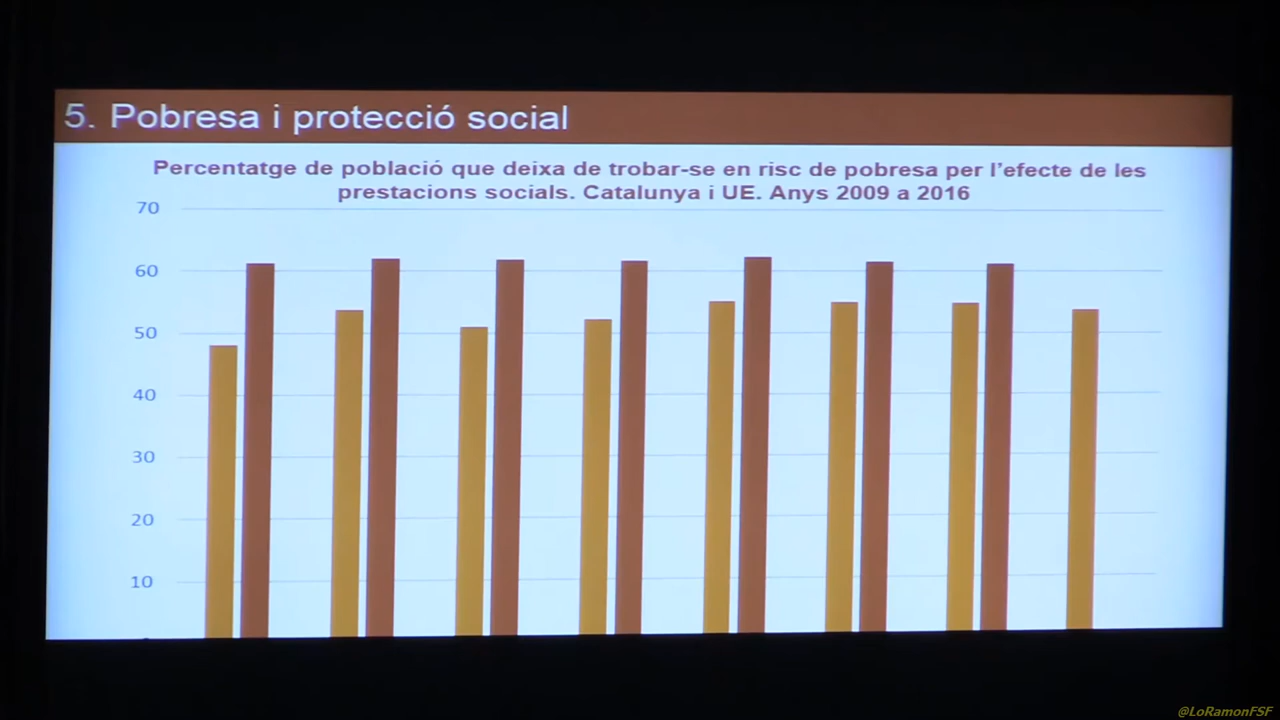 5. Pobresa i protecció social
Percentatge de població que deixa de trobar-se en risc de pobresa per l'efecte de les
prestacions socials. Catalunya i UE. Anys 2009 a 2016
70
60
50
40
30
20
10
@LoRamonFSF